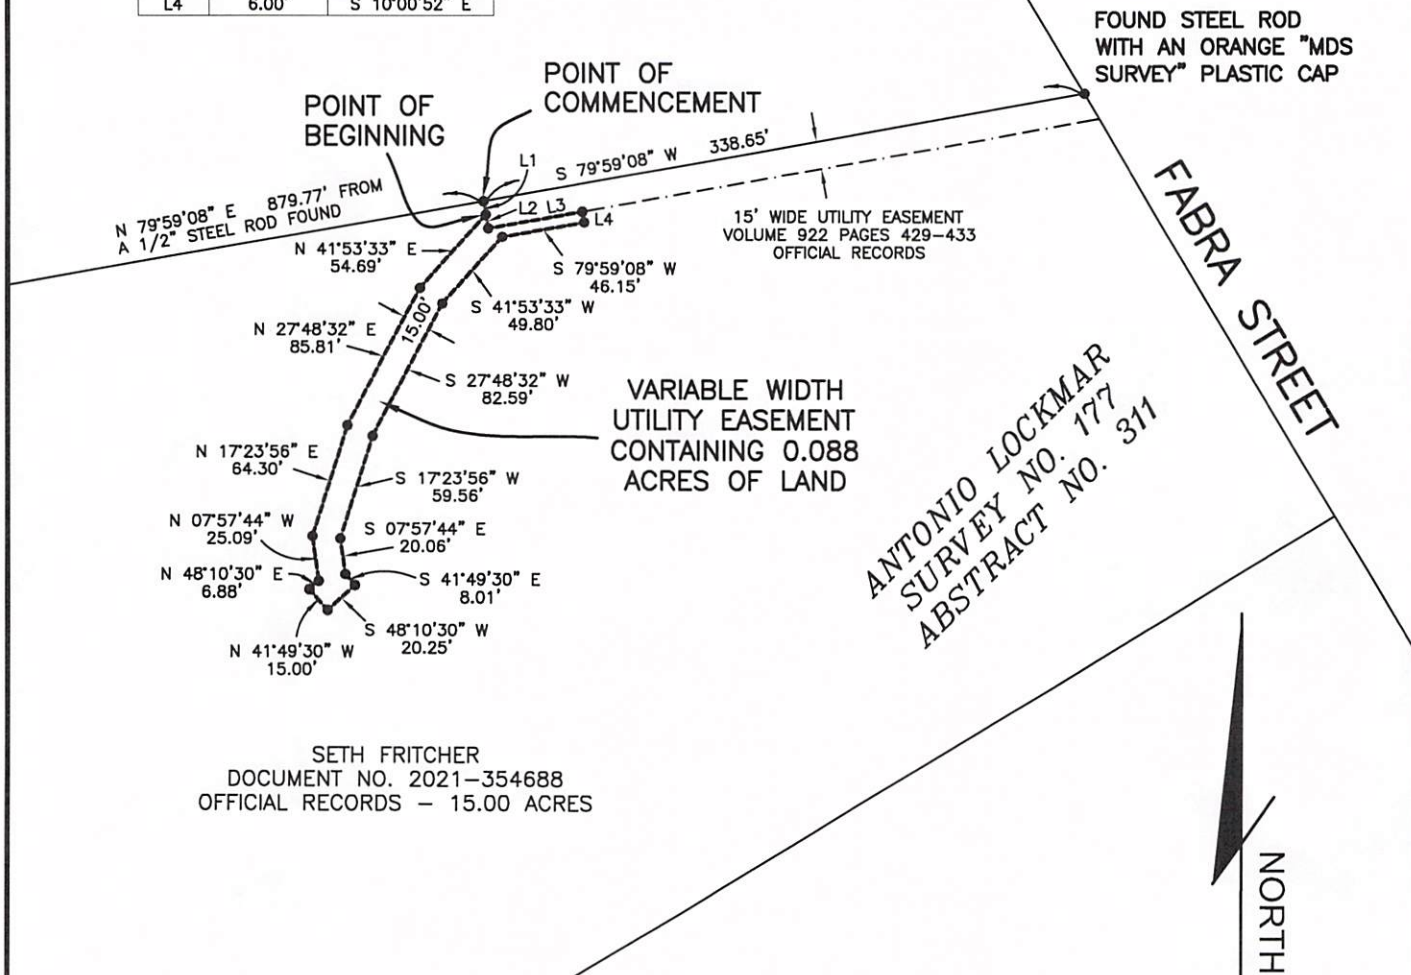 L4 6.00' S 10°00'52" E
FOUND STEEL ROD
WITH AN ORANGE "MDS
SURVEY" PLASTIC CAP
POINT OF
COMMENCEMENT
POINT OF
BEGINNING
L1
S 79°59'08" W 338.65'
N 79°59'08" E 879.77' FROM
A 1/2" STEEL ROD FOUND
L2 L3
L4
15' WIDE UTILITY EASEMENT
VOLUME 922 PAGES 429-433
OFFICIAL RECORDS
FABRA STREET
N 41°53'33" E
54.69'
S 79°59'08" W
46.15'
S 41°53'33" W
49.80'
15.00'
N 27°48'32" E
85.81'
S 27°48'32" W
82.59'
VARIABLE WIDTH
UTILITY EASEMENT
CONTAINING 0.088
ACRES OF LAND
ANTONIO LOCKMAR
SURVEY NO. 177
ABSTRACT NO. 311
N 17°23'56" E
64.30'
S 17°23'56" W
59.56'
N 07°57'44" W
25.09'
S 07°57'44" E
20.06'
N 48°10'30" E
6.88'
S 41°49'30" E
8.01'
S 48°10'30" W
20.25'
N 41°49'30" W
15.00'
SETH FRITCHER
DOCUMENT NO. 2021-354688
OFFICIAL RECORDS - 15.00 ACRES
NORTH